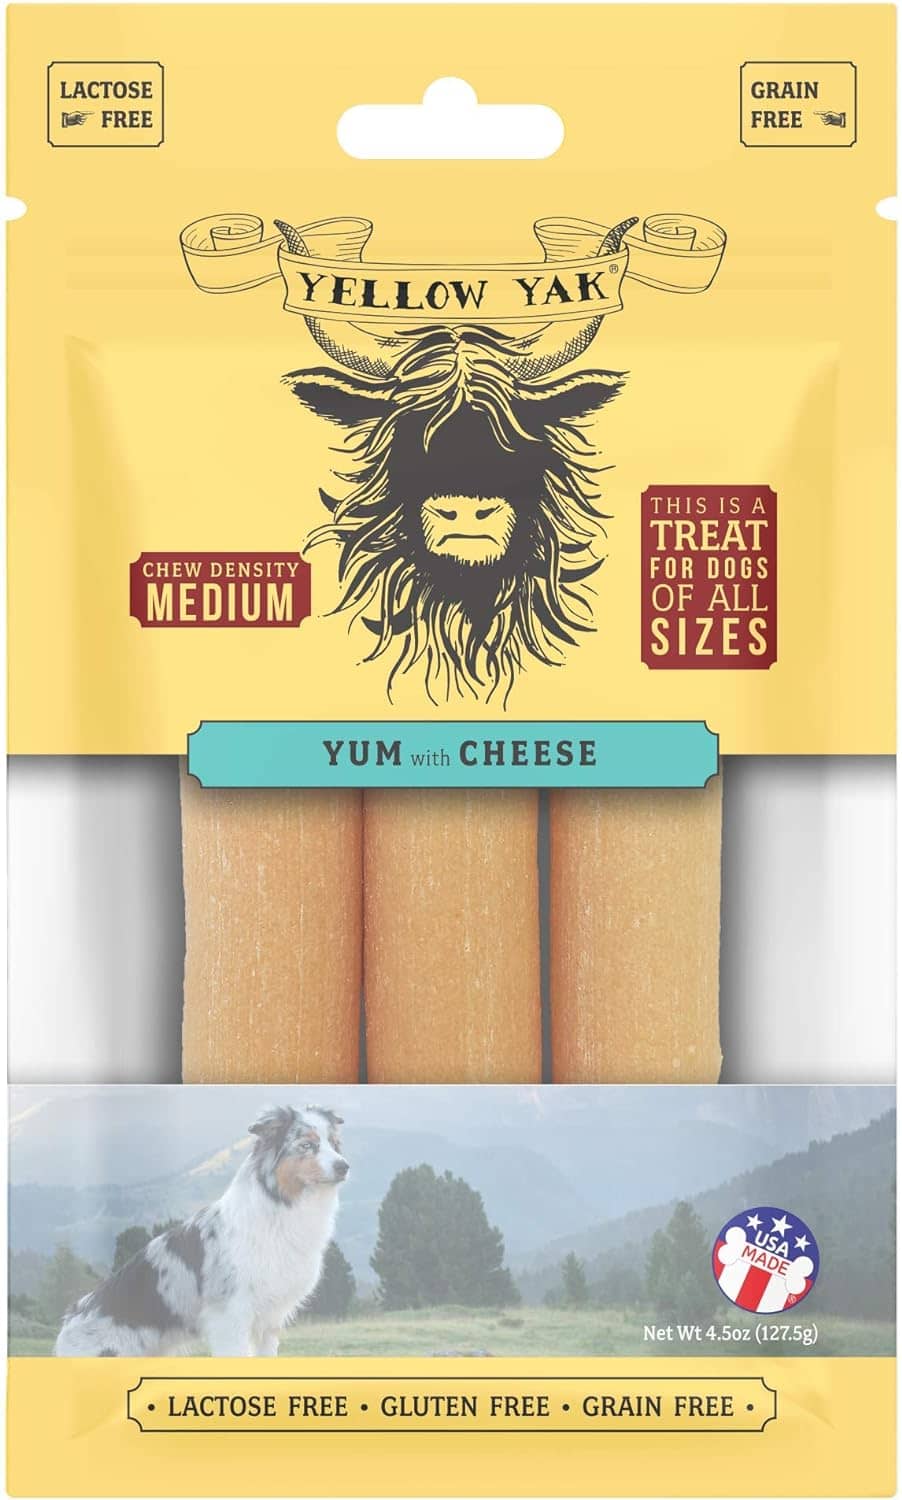 LACTOSE
FREE
GRAIN
FREE
YELLOW YAK®
CHEW DENSITY
MEDIUM
THIS IS A
TREAT
FOR DOGS
OF ALL
SIZES
YUM with CHEESE
USA
MADE
®
Net Wt 4.5oz (127.5g)
• LACTOSE FREE • GLUTEN FREE • GRAIN FREE •